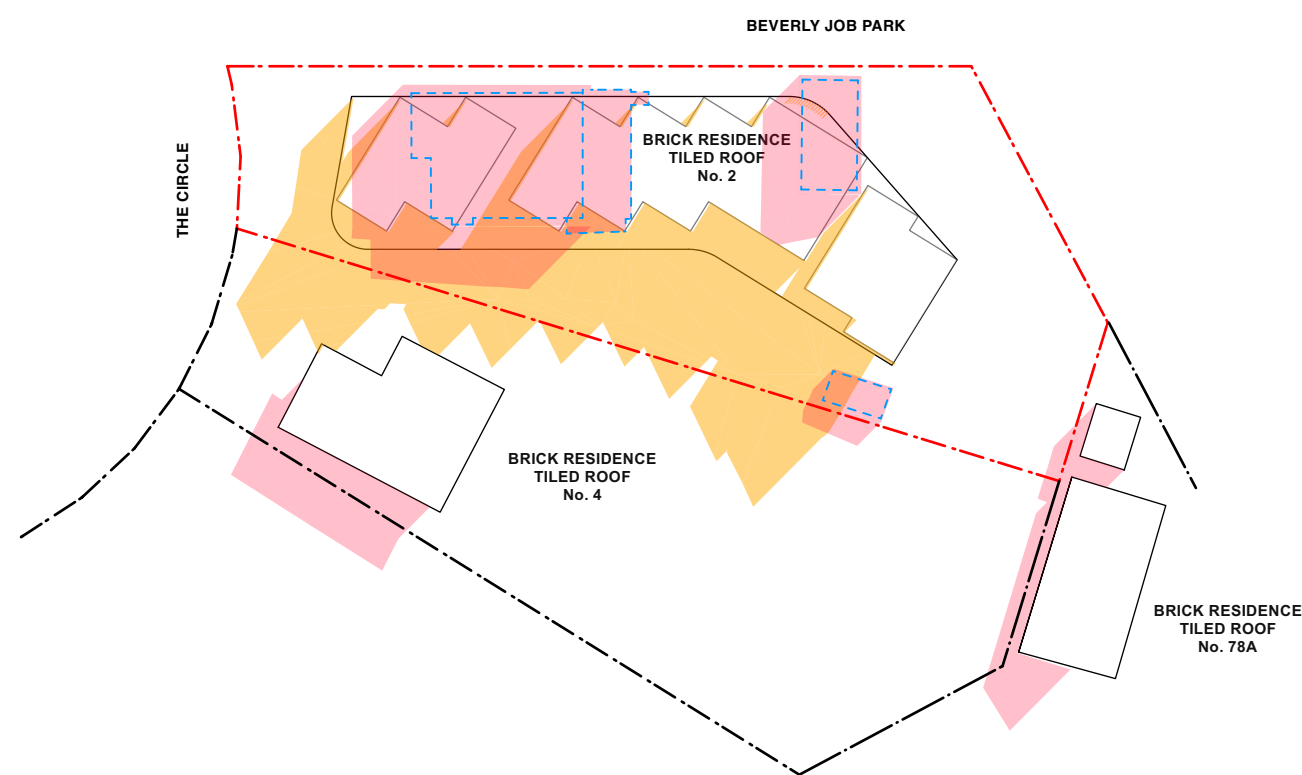 BEVERLY JOB PARK
THE CIRCLE
BRICK RESIDENCE
TILED ROOF
No. 2
BRICK RESIDENCE
TILED ROOF
No. 4
BRICK RESIDENCE
TILED ROOF
No. 78A